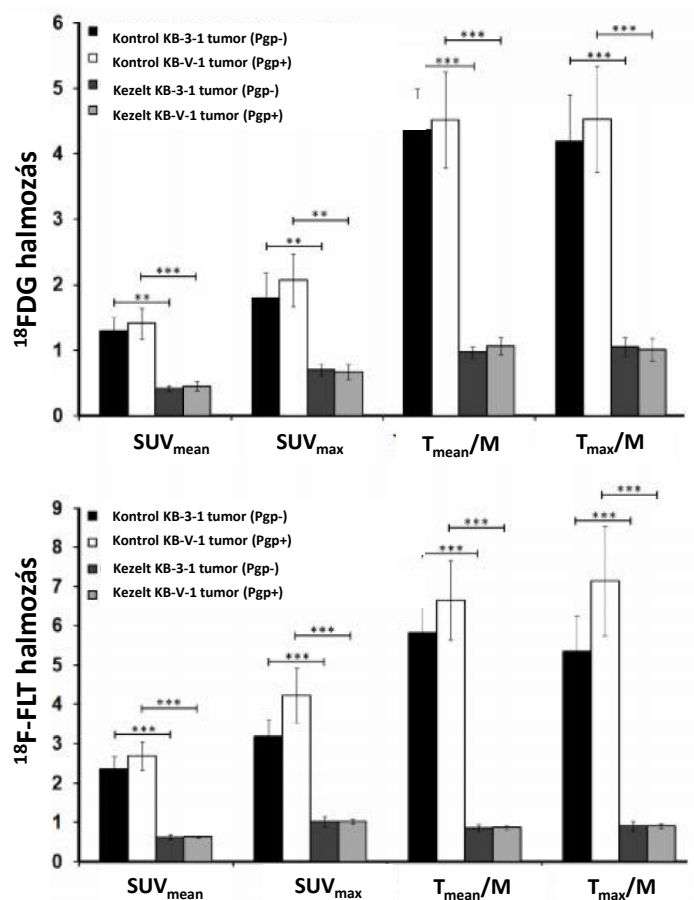 6
5
4
3
2
1
0
¹⁸FDG halmozás
Kontrol KB-3-1 tumor (Pgp-)
Kontrol KB-V-1 tumor (Pgp+)
Kezelt KB-3-1 tumor (Pgp-)
Kezelt KB-V-1 tumor (Pgp+)
*** ***
*** ***
** **
*** **
SUVmean SUVmax Tmean/M Tmax/M
9
8
7
6
5
4
3
2
1
0
¹⁸F-FLT halmozás
Kontrol KB-3-1 tumor (Pgp-)
Kontrol KB-V-1 tumor (Pgp+)
Kezelt KB-3-1 tumor (Pgp-)
Kezelt KB-V-1 tumor (Pgp+)
***
*** ***
***
***
***
***
***
SUVmean SUVmax Tmean/M Tmax/M